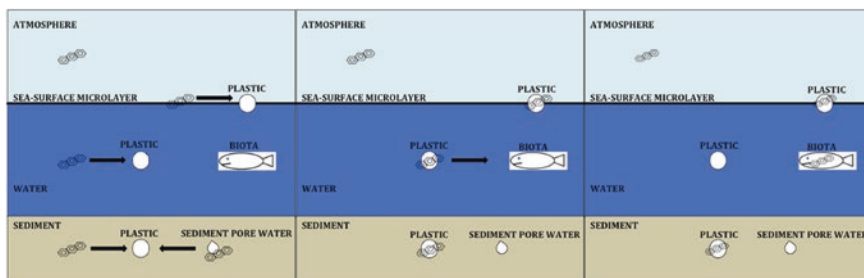 ATMOSPHERE
PLASTIC
SEA-SURFACE MICROLAYER
PLASTIC
BIOTA
WATER
SEDIMENT
PLASTIC
SEDIMENT PORE WATER
ATMOSPHERE
PLASTIC
SEA-SURFACE MICROLAYER
PLASTIC
BIOTA
WATER
SEDIMENT
PLASTIC
SEDIMENT PORE WATER
ATMOSPHERE
PLASTIC
SEA-SURFACE MICROLAYER
PLASTIC
BIOTA
WATER
SEDIMENT
PLASTIC
SEDIMENT PORE WATER